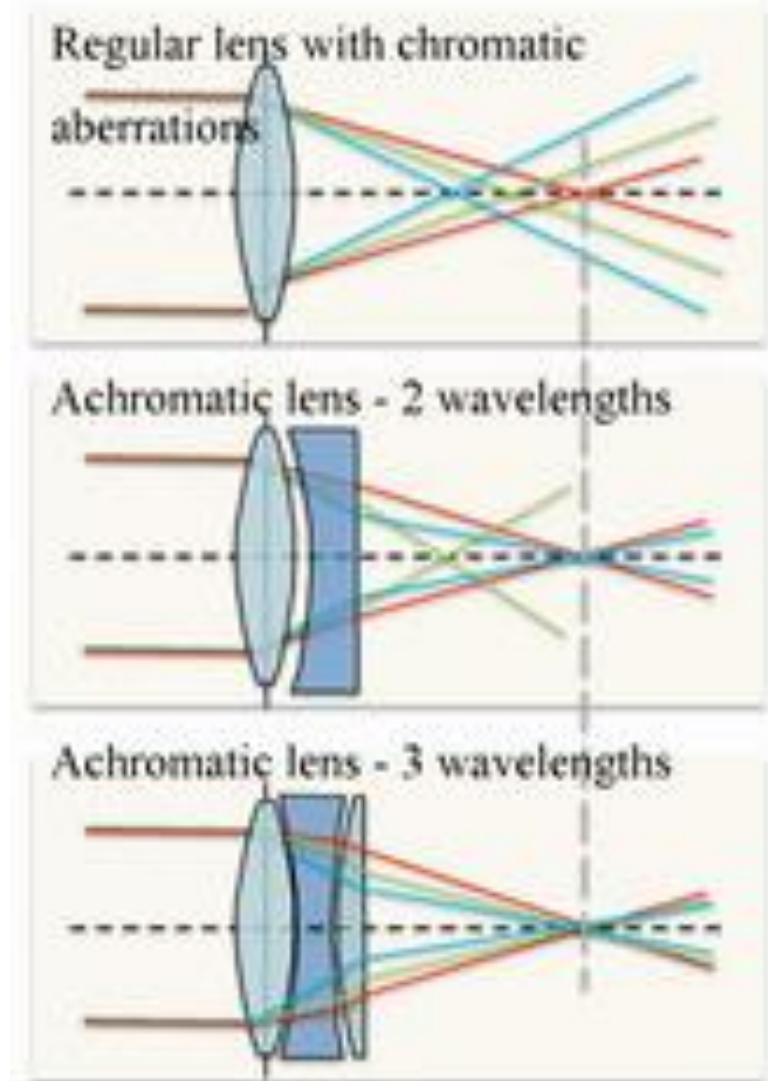 Regular lens with chromatic
aberrations
Achromatic lens - 2 wavelengths
Achromatic lens - 3 wavelengths